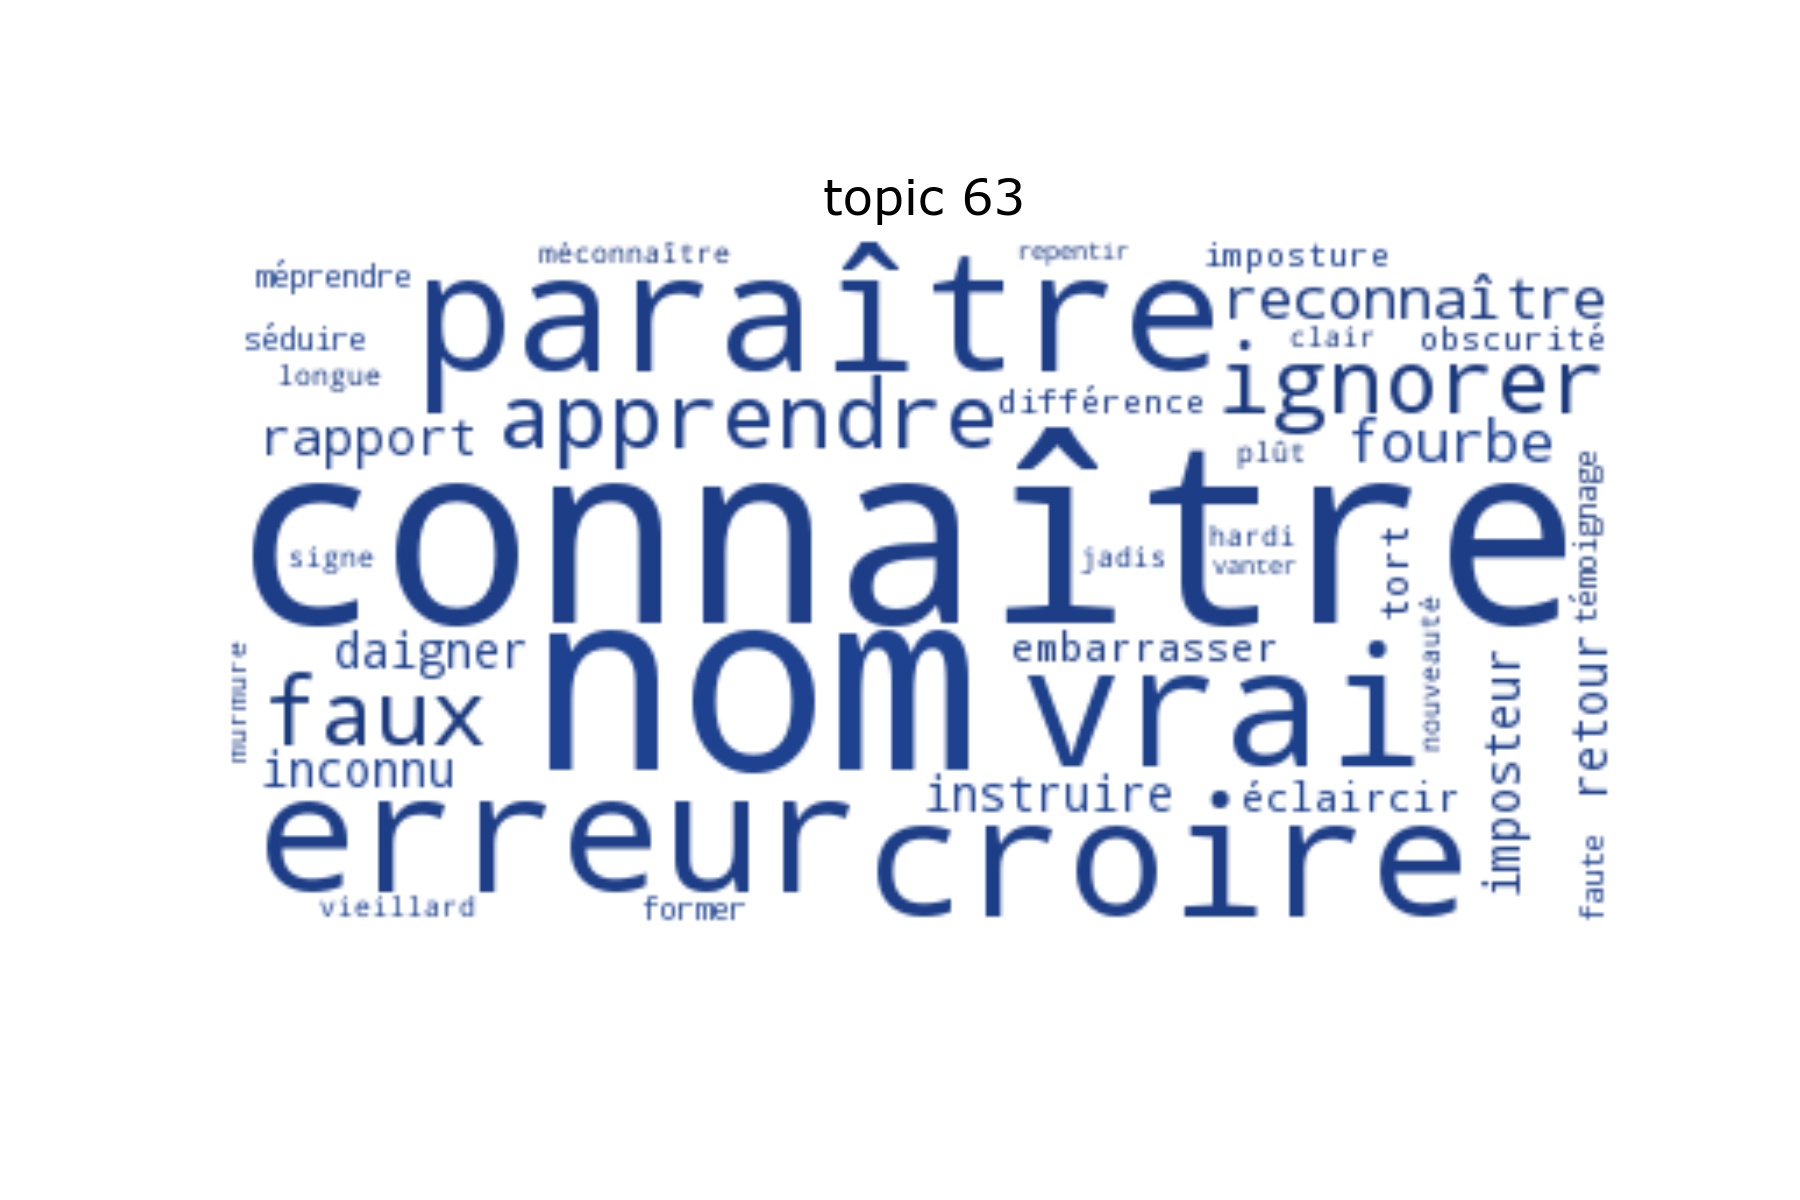 topic 63
méconnaître
repentir
imposture
méprendre
paraître
reconnaître
séduire
clair
obscurité
longue
ignorer
apprendre
différence
rapport
fourbe
plût
connaître
témoignage
signe
jadis
hardi
vanter
tort
nouveauté
murmure
daigner
nom
embarrasser
vrai
imposteur
retour
faux
inconnu
instruire
éclaircir
erreur
croire
faute
vieillard
former